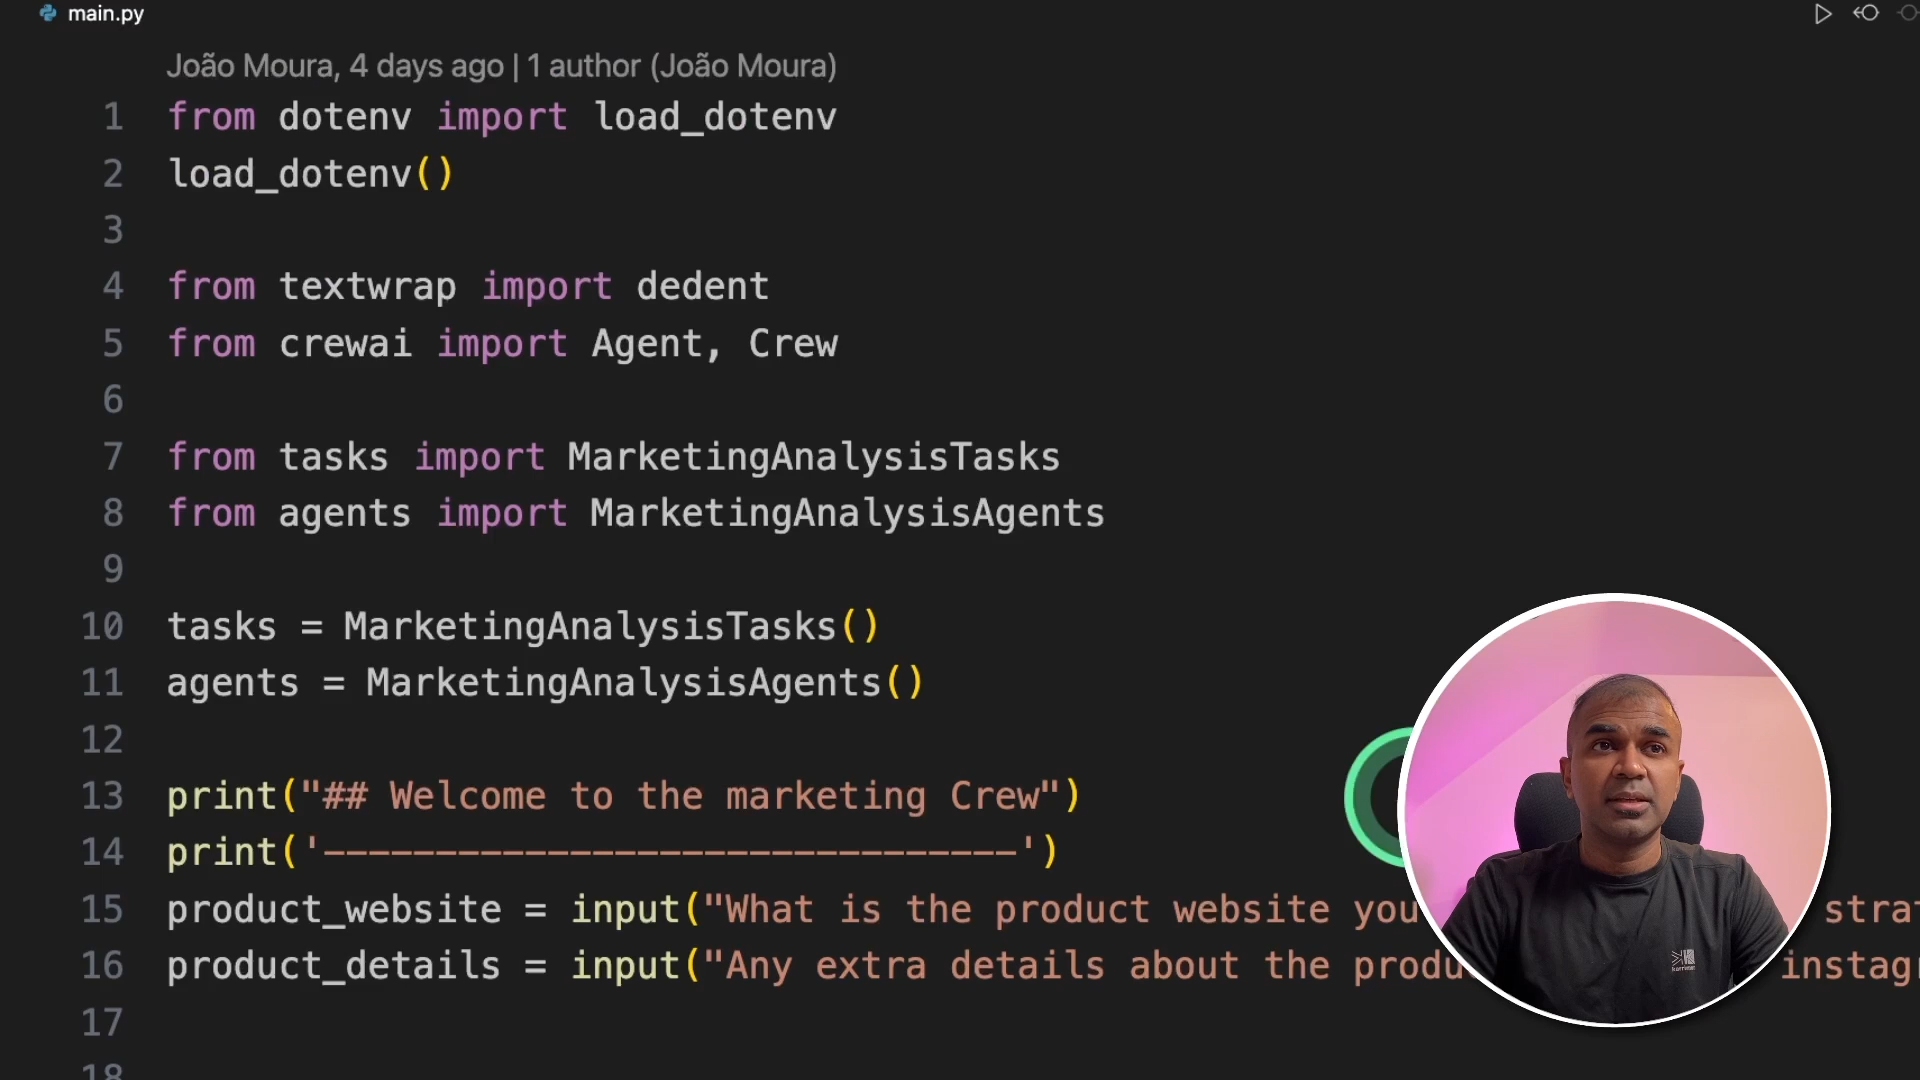 main.py
João Moura, 4 days ago | 1 author (João Moura)
1 from dotenv import load_dotenv
2 load_dotenv()
3
4 from textwrap import dedent
5 from crewai import Agent, Crew
6
7 from tasks import MarketingAnalysisTasks
8 from agents import MarketingAnalysisAgents
9
10 tasks = MarketingAnalysisTasks()
11 agents = MarketingAnalysisAgents()
12
13 print("## Welcome to the marketing Crew")
14 print('-------------------------------')
15 product_website = input("What is the product website you strat
16 product_details = input("Any extra details about the produ instagr
17
18